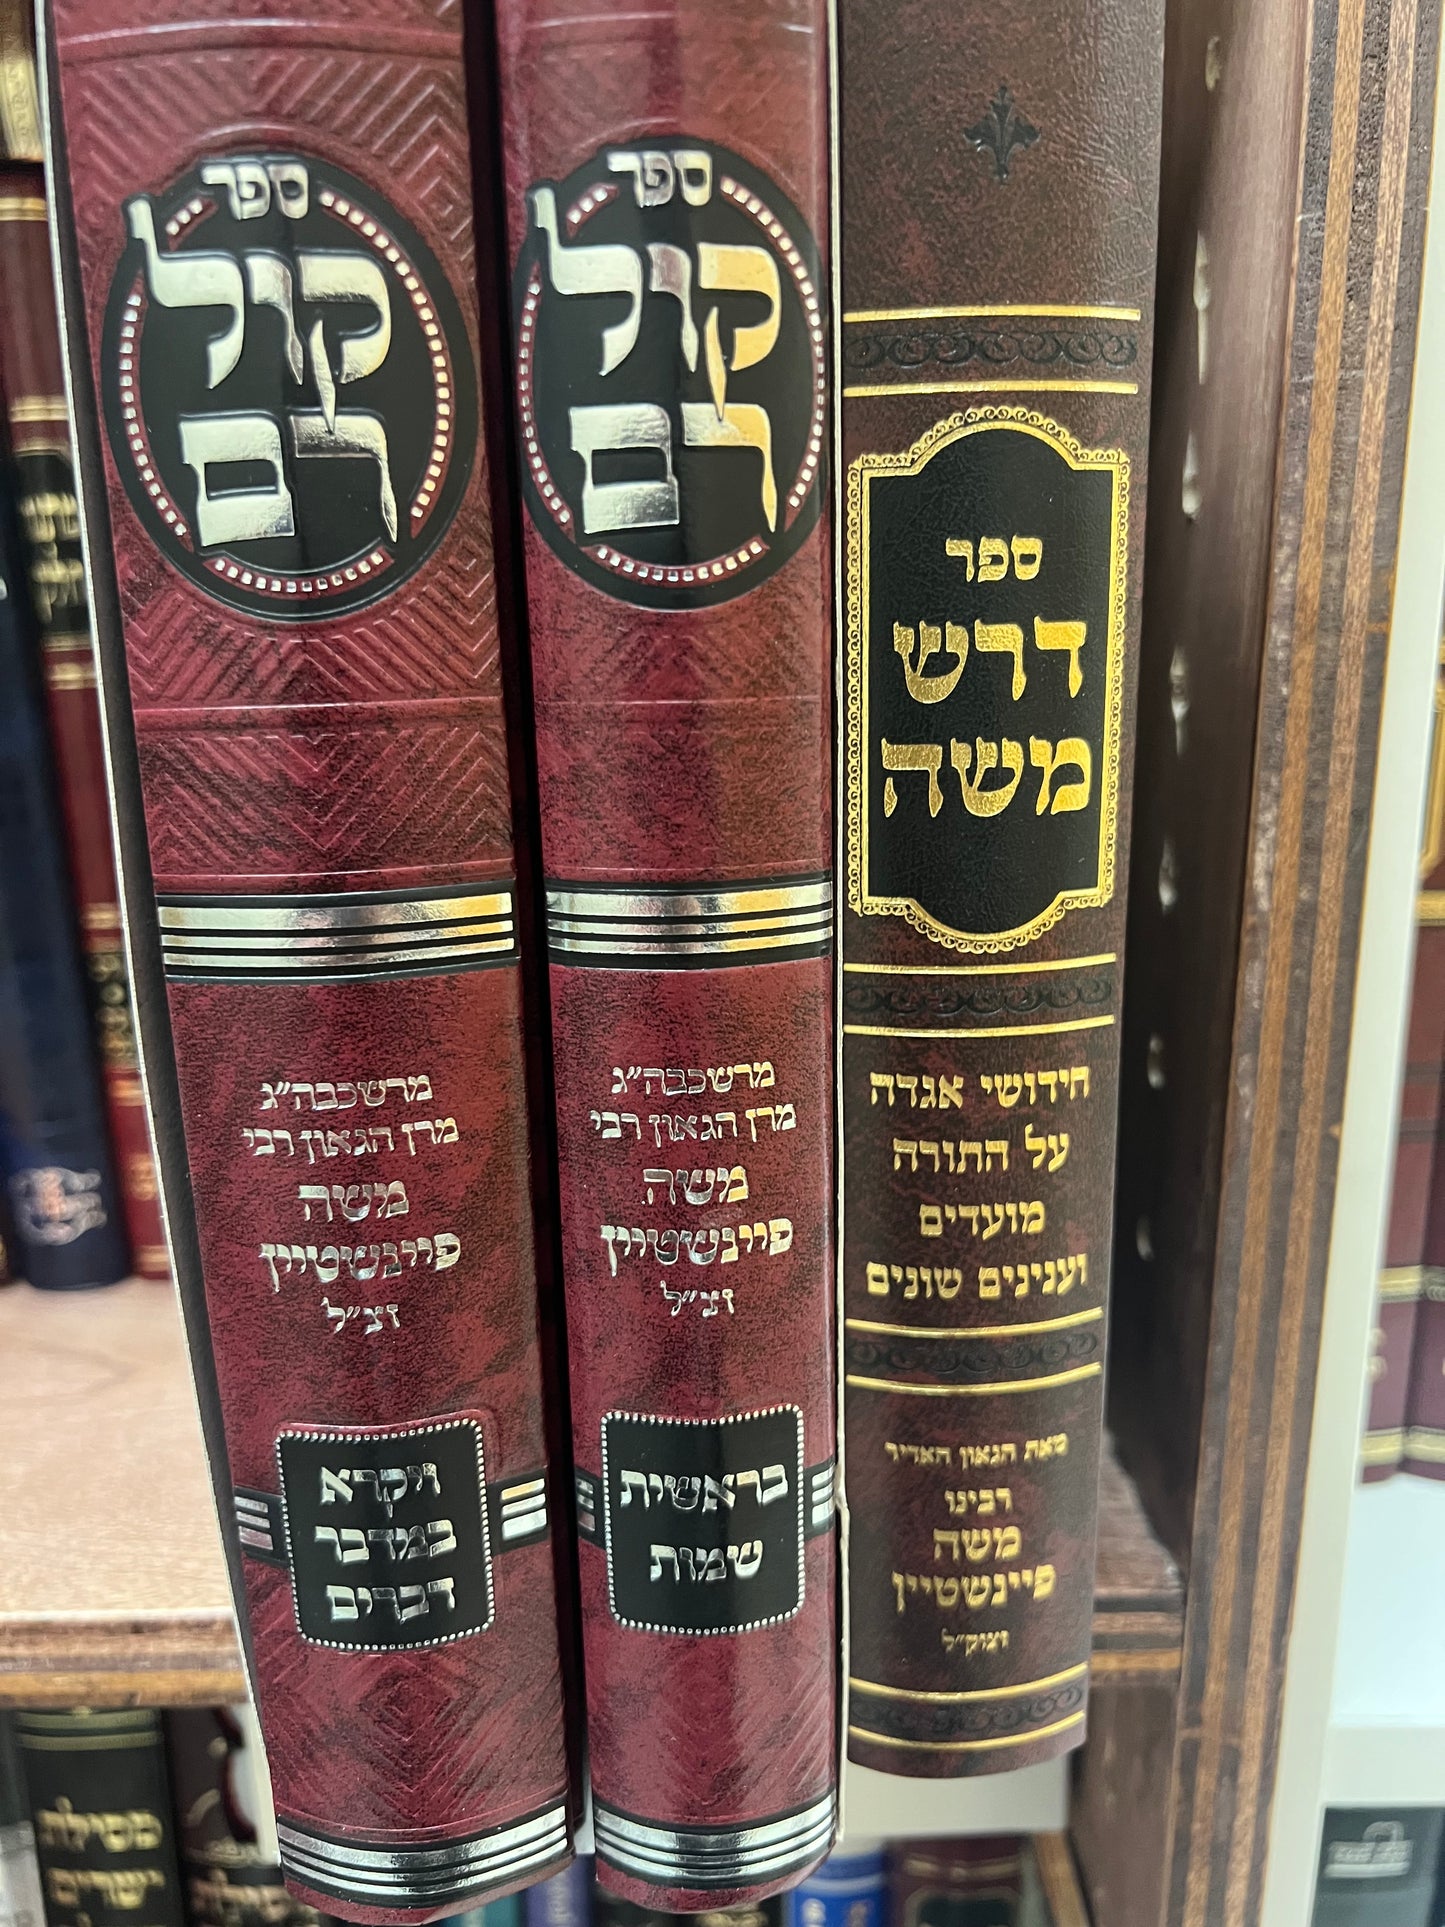 ספר
דרש
משה
חידושי אגדה
על התורה
מועדים
וענינים שונים
מאת הגאון האדיר
רבינו
משה
פיינשטיין
זצוק״ל
ספר
קול
רם
מרשכבה״ג
מרן הגאון רבי
משה
פיינשטיין
זצ״ל
בראשית
שמות
ספר
קול
רם
מרשכבה״ג
מרן הגאון רבי
משה
פיינשטיין
זצ״ל
ויקרא
במדבר
דברים
מסילת
ישרים